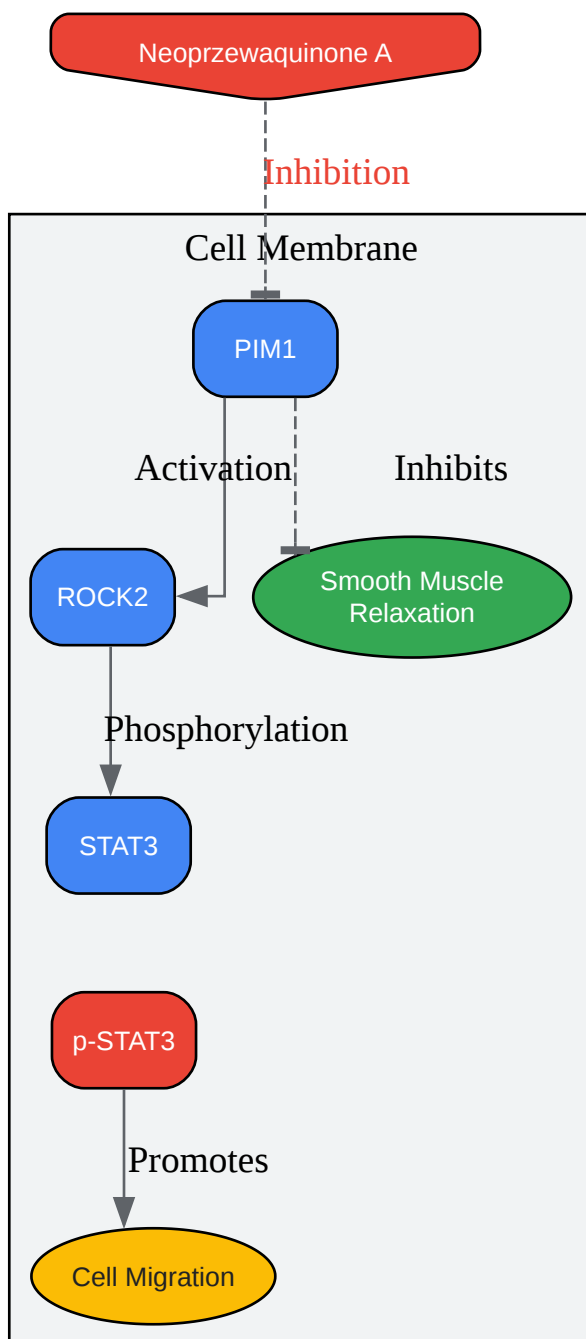 Neoprzewaquinone A
Inhibition
Cell Membrane
PIM1
Activation
Inhibits
ROCK2
Smooth Muscle
Relaxation
Phosphorylation
STAT3
p-STAT3
Promotes
Cell Migration